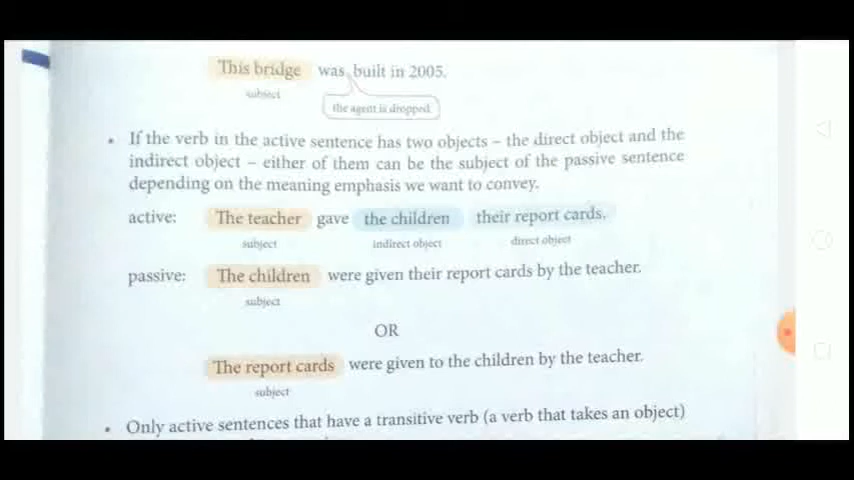 This bridge was built in 2005.
subject
the agent is dropped
• If the verb in the active sentence has two objects – the direct object and the
indirect object – either of them can be the subject of the passive sentence
depending on the meaning emphasis we want to convey.
active: The teacher gave the children their report cards.
subject indirect object direct object
passive: The children were given their report cards by the teacher.
subject
OR
The report cards were given to the children by the teacher.
subject
• Only active sentences that have a transitive verb (a verb that takes an object)